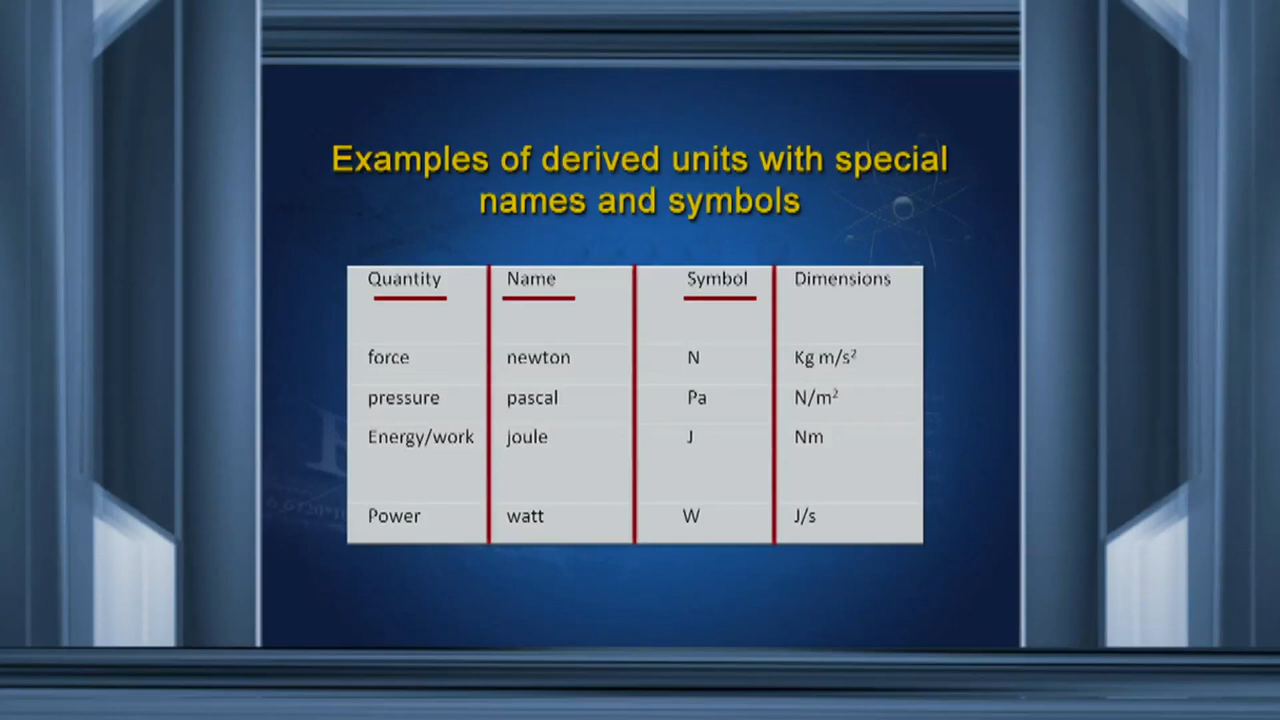 Examples of derived units with special
names and symbols
Quantity Name Symbol Dimensions
force newton N Kg m/s²
pressure pascal Pa N/m²
Energy/work joule J Nm
Power watt W J/s